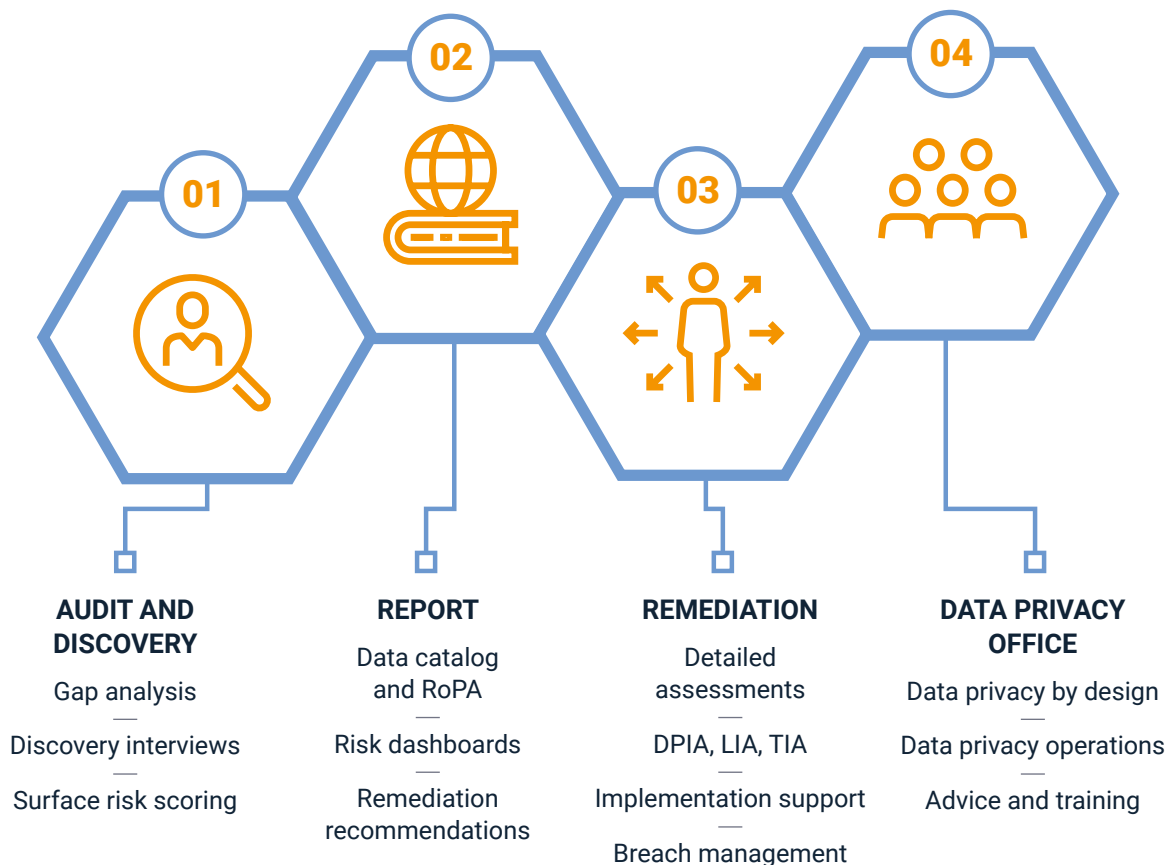 01
02
03
04
AUDIT AND
DISCOVERY
Gap analysis
Discovery interviews
Surface risk scoring
REPORT
Data catalog
and RoPA
Risk dashboards
Remediation
recommendations
REMEDIATION
Detailed
assessments
DPIA, LIA, TIA
Implementation support
Breach management
DATA PRIVACY
OFFICE
Data privacy by design
Data privacy operations
Advice and training